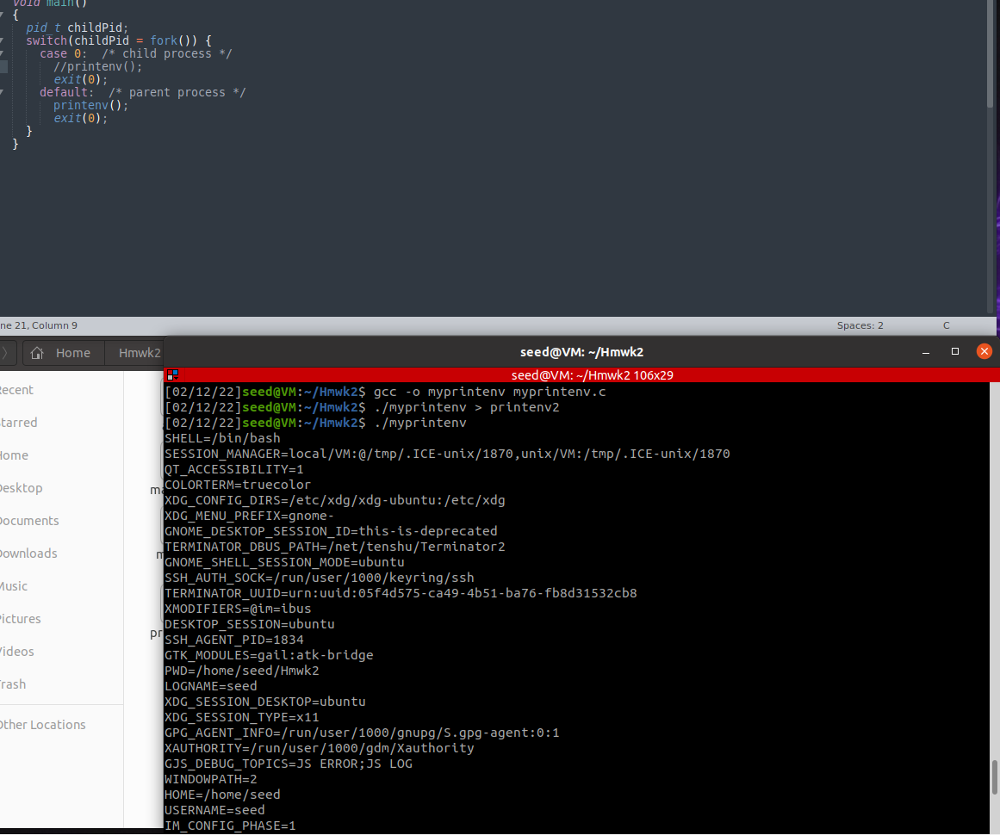 void main()
{
pid_t childPid;
switch(childPid = fork()) {
case 0:  /* child process */
//printenv();
exit(0);
default:  /* parent process */
printenv();
exit(0);
}
}
ne 21, Column 9
Spaces: 2
C
Home
Hmwk2
seed@VM: ~/Hmwk2
seed@VM: ~/Hmwk2 106x29
ecent
tarred
ome
esktop
ocuments
ownloads
usic
ictures
ideos
rash
ther Locations
ma
m
pr
[02/12/22]seed@VM:~/Hmwk2$ gcc -o myprintenv myprintenv.c
[02/12/22]seed@VM:~/Hmwk2$ ./myprintenv > printenv2
[02/12/22]seed@VM:~/Hmwk2$ ./myprintenv
SHELL=/bin/bash
SESSION_MANAGER=local/VM:@/tmp/.ICE-unix/1870,unix/VM:/tmp/.ICE-unix/1870
QT_ACCESSIBILITY=1
COLORTERM=truecolor
XDG_CONFIG_DIRS=/etc/xdg/xdg-ubuntu:/etc/xdg
XDG_MENU_PREFIX=gnome-
GNOME_DESKTOP_SESSION_ID=this-is-deprecated
TERMINATOR_DBUS_PATH=/net/tenshu/Terminator2
GNOME_SHELL_SESSION_MODE=ubuntu
SSH_AUTH_SOCK=/run/user/1000/keyring/ssh
TERMINATOR_UUID=urn:uuid:05f4d575-ca49-4b51-ba76-fb8d31532cb8
XMODIFIERS=@im=ibus
DESKTOP_SESSION=ubuntu
SSH_AGENT_PID=1834
GTK_MODULES=gail:atk-bridge
PWD=/home/seed/Hmwk2
LOGNAME=seed
XDG_SESSION_DESKTOP=ubuntu
XDG_SESSION_TYPE=x11
GPG_AGENT_INFO=/run/user/1000/gnupg/S.gpg-agent:0:1
XAUTHORITY=/run/user/1000/gdm/Xauthority
GJS_DEBUG_TOPICS=JS ERROR;JS LOG
WINDOWPATH=2
HOME=/home/seed
USERNAME=seed
IM_CONFIG_PHASE=1